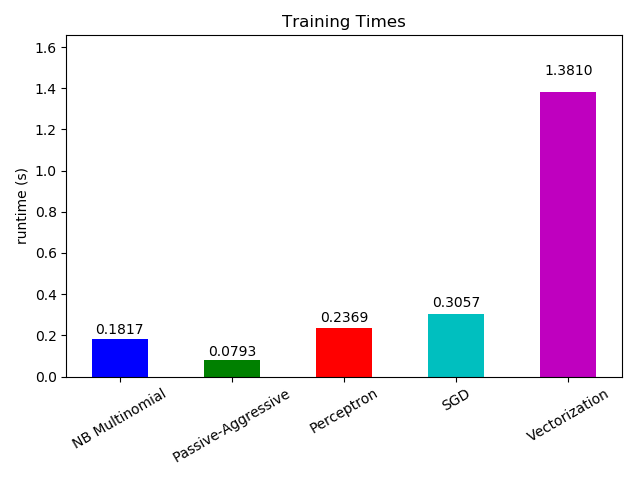 Training Times
1.6
1.4
1.2
1.0
0.8
0.6
0.4
0.2
0.0
runtime (s)
0.1817
0.0793
0.2369
0.3057
1.3810
NB Multinomial
Passive-Aggressive
Perceptron
SGD
Vectorization